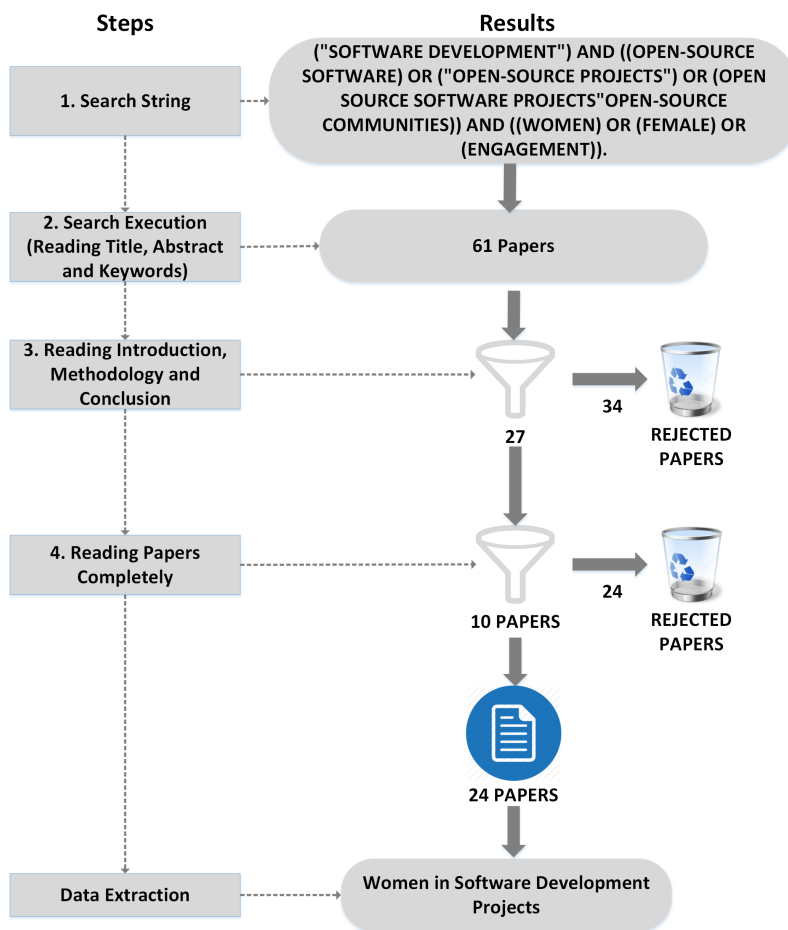 Steps
Results
1. Search String
("SOFTWARE DEVELOPMENT") AND ((OPEN-SOURCE
SOFTWARE) OR ("OPEN-SOURCE PROJECTS") OR (OPEN
SOURCE SOFTWARE PROJECTS"OPEN-SOURCE
COMMUNITIES)) AND ((WOMEN) OR (FEMALE) OR
(ENGAGEMENT)).
2. Search Execution
(Reading Title, Abstract
and Keywords)
61 Papers
3. Reading Introduction,
Methodology and
Conclusion
27
34
REJECTED
PAPERS
4. Reading Papers
Completely
10 PAPERS
24
REJECTED
PAPERS
24 PAPERS
Data Extraction
Women in Software Development
Projects